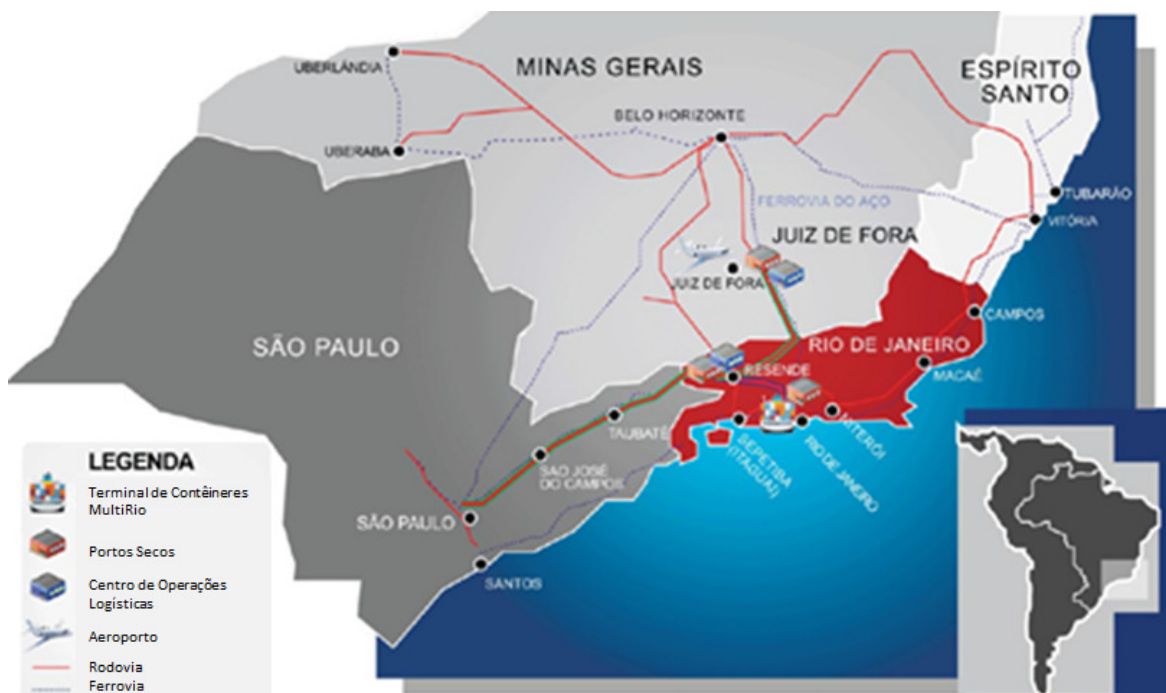 UBERLÂNDIA
MINAS GERAIS
ESPÍRITO
SANTO
BELO HORIZONTE
UBERABA
FERROVIA DO AÇO
TUBARÃO
VITÓRIA
JUIZ DE FORA
JUIZ DE FORA
CAMPOS
SÃO PAULO
RIO DE JANEIRO
RESENDE
MACAÉ
TAUBATÉ
NITERÓI
SEPETIBA
(ITAGUAÍ)
RIO DE JANEIRO
SAO JOSÉ
DO CAMPOS
SÃO PAULO
SANTOS
LEGENDA
Terminal de Contêineres
MultiRio
Portos Secos
Centro de Operações
Logísticas
Aeroporto
Rodovia
Ferrovia